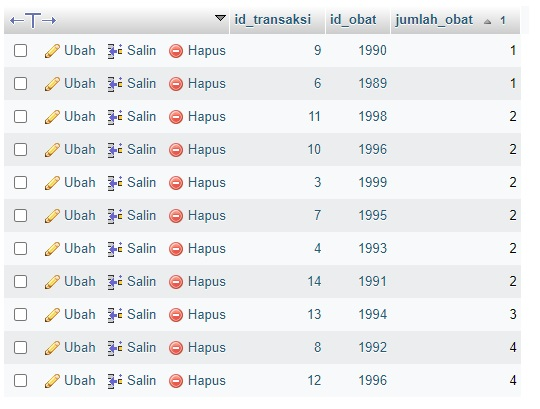 id_transaksi id_obat jumlah_obat 1
Ubah Salin Hapus 9 1990 1
Ubah Salin Hapus 6 1989 1
Ubah Salin Hapus 11 1998 2
Ubah Salin Hapus 10 1996 2
Ubah Salin Hapus 3 1999 2
Ubah Salin Hapus 7 1995 2
Ubah Salin Hapus 4 1993 2
Ubah Salin Hapus 14 1991 2
Ubah Salin Hapus 13 1994 3
Ubah Salin Hapus 8 1992 4
Ubah Salin Hapus 12 1996 4